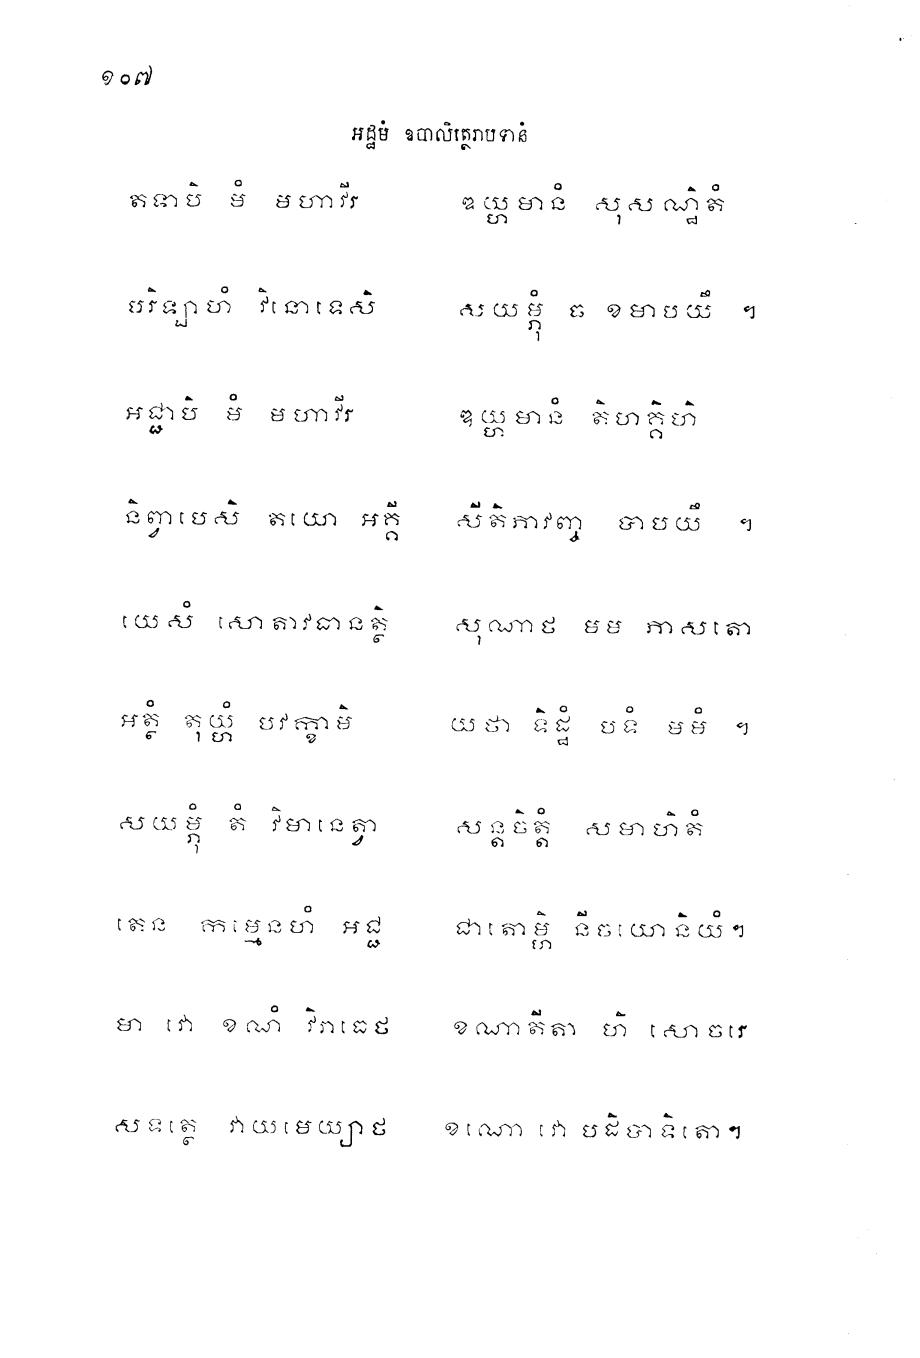 ១០៧
អដ្ឋមំ ឧបាលិត្ថេរាបទានំ
តទាបិ មំ មហាវីរ ឌយ្ហមានំ សុសណ្ឋិតំ
បរិឡាហំ វិនោទេសិ សយម្ភុំ ច ខមាបយឹ ។
អជ្ជាបិ មំ មហាវីរ ឌយ្ហមានំ តិហគ្គិហិ
និព្វាបេសិ តយោ អគ្គី សីតិភាវញ្ច បាបយឹ ។
យេសំ សោតាវធានត្ថិ សុណាថ មម ភាសតោ
អត្ថំ តុយ្ហំ បវក្ខាមិ យថា ទិដ្ឋំ បទំ មមំ ។
សយម្ភុំ តំ វិមានេត្វា សន្តចិត្តំ សមាហិតំ
តេន កម្មេនហំ អជ្ជ ជាតោម្ហិ នីចយោនិយំ។
មា វោ ខណំ វិរាធេថ ខណាតីតា ហិ សោចរេ
សទត្ថេ វាយមេយ្យាថ ខណោ វោ បដិបាទិតោ។